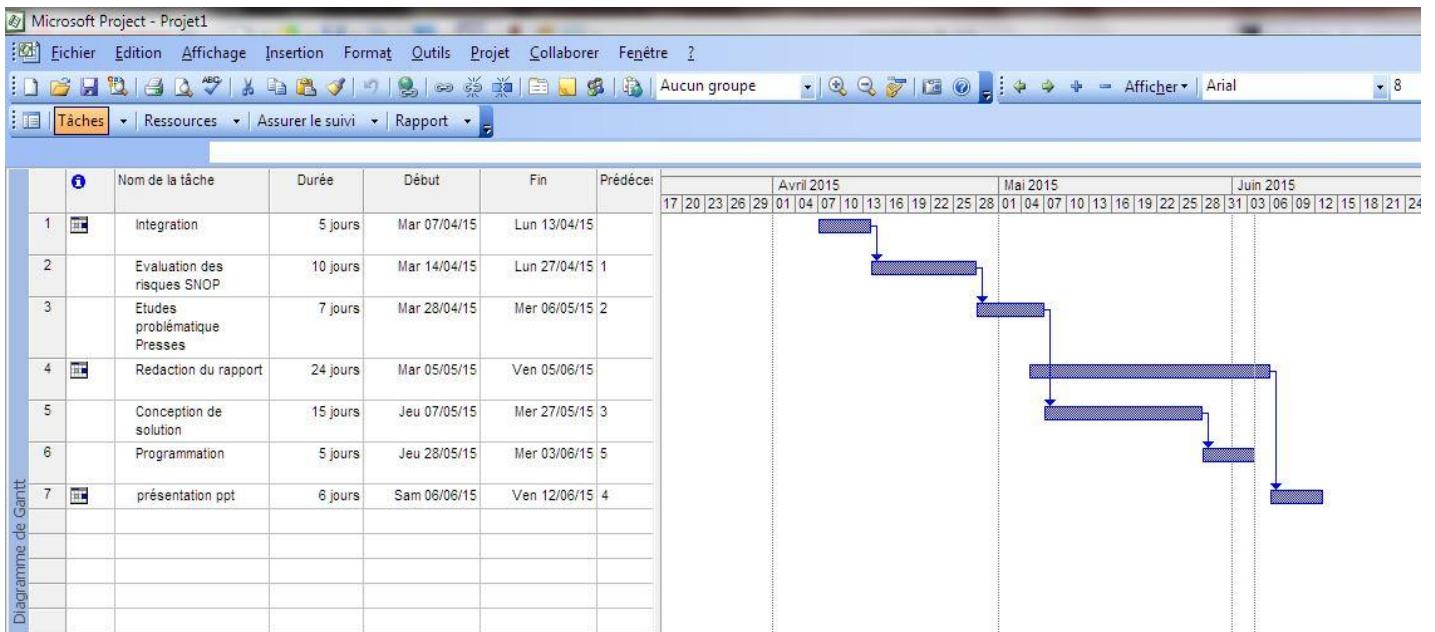 Microsoft Project - Projet1
Fichier Edition Affichage Insertion Format Outils Projet Collaborer Fenêtre ?
Aucun groupe Afficher Arial 8
Tâches Ressources Assurer le suivi Rapport
Nom de la tâche Durée Début Fin Prédéces
Avril 2015 Mai 2015 Juin 2015
17 20 23 26 29 01 04 07 10 13 16 19 22 25 28 01 04 07 10 13 16 19 22 25 28 31 03 06 09 12 15 18 21 24
1 Integration 5 jours Mar 07/04/15 Lun 13/04/15
2 Evaluation des risques SNOP 10 jours Mar 14/04/15 Lun 27/04/15 1
3 Etudes problématique Presses 7 jours Mar 28/04/15 Mer 06/05/15 2
4 Redaction du rapport 24 jours Mar 05/05/15 Ven 05/06/15
5 Conception de solution 15 jours Jeu 07/05/15 Mer 27/05/15 3
6 Programmation 5 jours Jeu 28/05/15 Mer 03/06/15 5
7 présentation ppt 6 jours Sam 06/06/15 Ven 12/06/15 4
Diagramme de Gantt